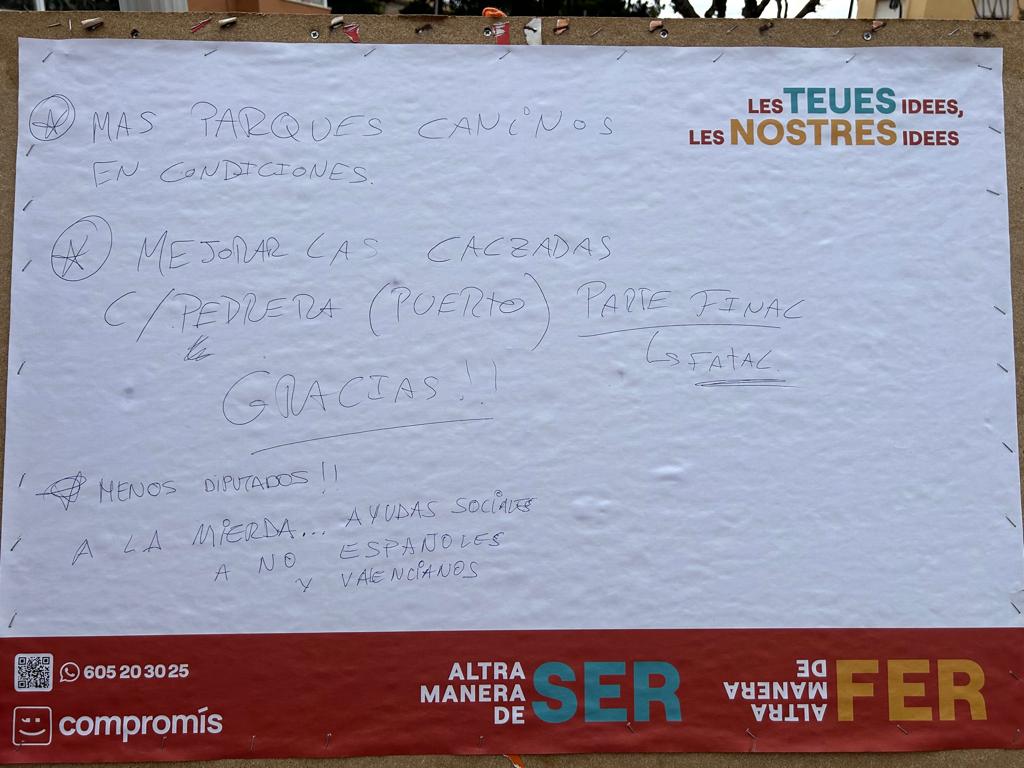 LES TEUES IDEES,
LES NOSTRES IDEES
MAS PARQUES CANiNOS
EN CONDICIONES.
MEJORAR LAS CALZADAS
C/PEDRERA (PUERtO) PARTE FINAL
↳ FAtAL.
GRACIAS!!
MENOS DIPUTADOS!!
A LA MiERDA... AYUDAS SOCiALES
A NO ESPAÑOLES
Y VALENCiANOS
605 20 30 25
compromís
ALTRA
MANERA
DE SER
ALTRA
MANERA
DE FER